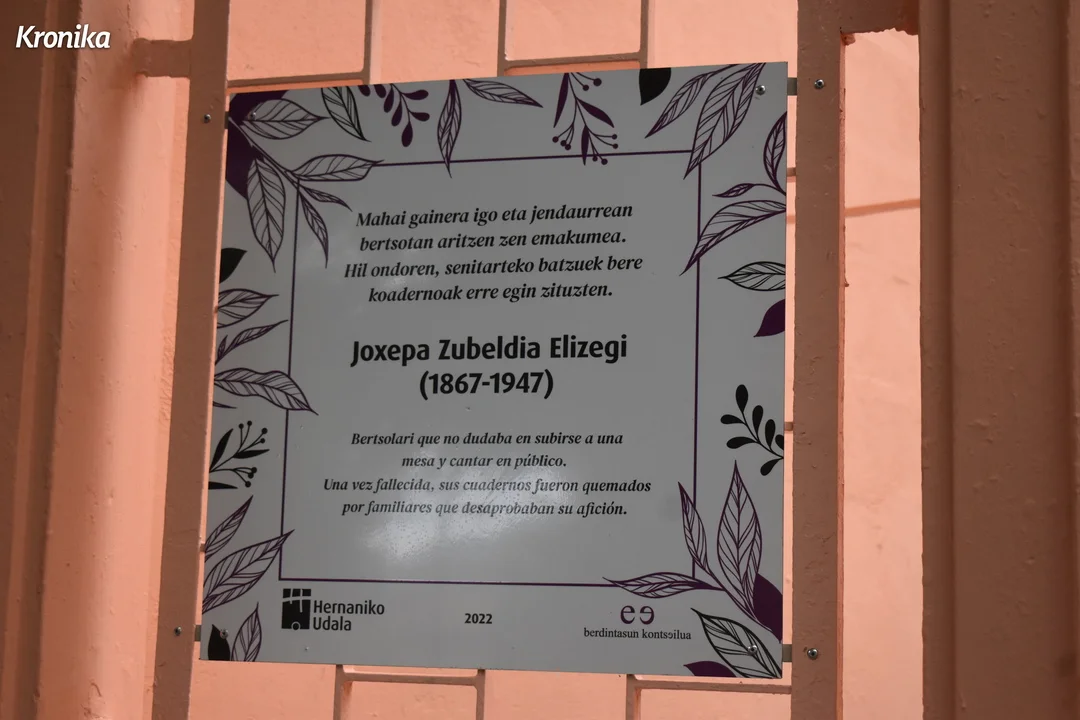 Kronika
Mahai gainera igo eta jendaurrean
bertsotan aritzen zen emakumea.
Hil ondoren, senitarteko batzuek bere
koadernoak erre egin zituzten.
Joxepa Zubeldia Elizegi
(1867-1947)
Bertsolari que no dudaba en subirse a una
mesa y cantar en público.
Una vez fallecida, sus cuadernos fueron quemados
por familiares que desaprobaban su afición.
Hernaniko
Udala
2022
berdintasun kontseilua